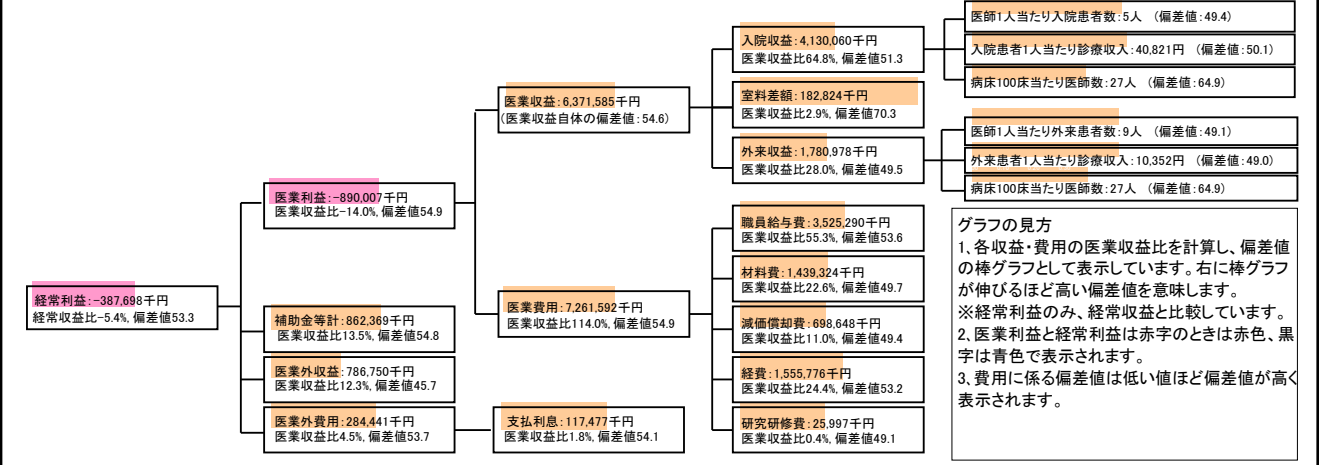 経常利益:-387,698千円
経常収益比-5.4%, 偏差値53.3
医業利益:-890,007千円
医業収益比-14.0%, 偏差値54.9
補助金等計:862,369千円
医業収益比13.5%, 偏差値54.8
医業外収益:786,750千円
医業収益比12.3%, 偏差値45.7
医業外費用:284,441千円
医業収益比4.5%, 偏差値53.7
医業収益:6,371,585千円
(医業収益自体の偏差値:54.6)
医業費用:7,261,592千円
医業収益比114.0%, 偏差値54.9
支払利息:117,477千円
医業収益比1.8%, 偏差値54.1
入院収益:4,130,060千円
医業収益比64.8%, 偏差値51.3
室料差額:182,824千円
医業収益比2.9%, 偏差値70.3
外来収益:1,780,978千円
医業収益比28.0%, 偏差値49.5
職員給与費:3,525,290千円
医業収益比55.3%, 偏差値53.6
材料費:1,439,324千円
医業収益比22.6%, 偏差値49.7
減価償却費:698,648千円
医業収益比11.0%, 偏差値49.4
経費:1,555,776千円
医業収益比24.4%, 偏差値53.2
研究研修費:25,997千円
医業収益比0.4%, 偏差値49.1
医師1人当たり入院患者数:5人 (偏差値:49.4)
入院患者1人当たり診療収入:40,821円 (偏差値:50.1)
病床100床当たり医師数:27人 (偏差値:64.9)
医師1人当たり外来患者数:9人 (偏差値:49.1)
外来患者1人当たり診療収入:10,352円 (偏差値:49.0)
病床100床当たり医師数:27人 (偏差値:64.9)
グラフの見方
1、各収益・費用の医業収益比を計算し、偏差値
の棒グラフとして表示しています。右に棒グラフ
が伸びるほど高い偏差値を意味します。
※経常利益のみ、経常収益と比較しています。
2、医業利益と経常利益は赤字のときは赤色、黒
字は青色で表示されます。
3、費用に係る偏差値は低い値ほど偏差値が高く
表示されます。